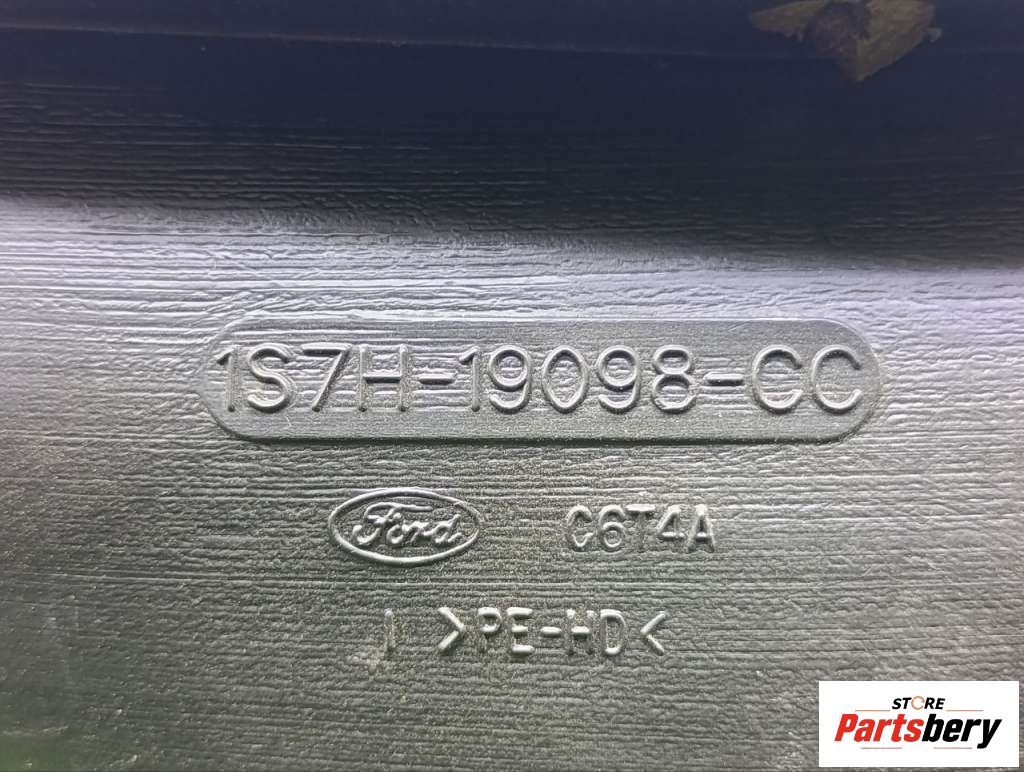 1S7H-19098-CC
Ford C6T4A
I >PE-HD<
STORE
Partsbery